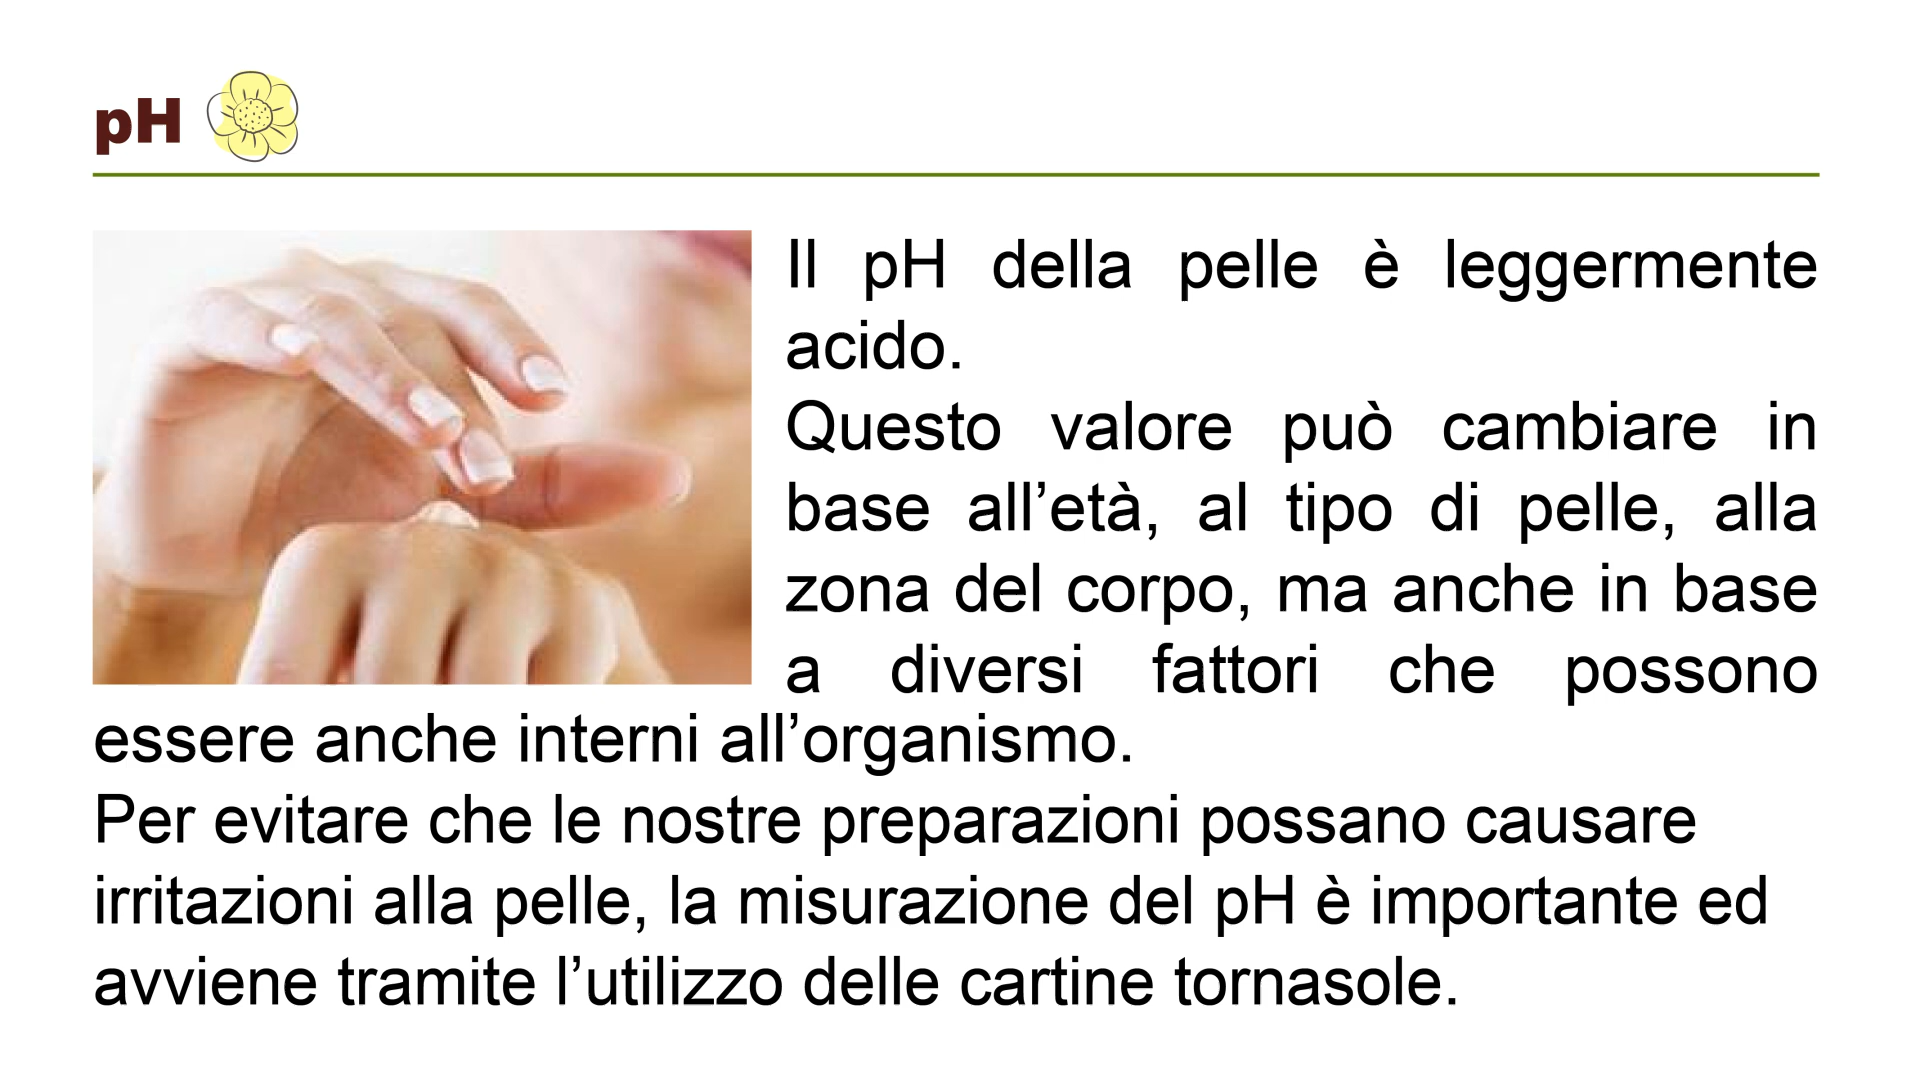 pH
Il pH della pelle è leggermente
acido.
Questo valore può cambiare in
base all’età, al tipo di pelle, alla
zona del corpo, ma anche in base
a diversi fattori che possono
essere anche interni all’organismo.
Per evitare che le nostre preparazioni possano causare
irritazioni alla pelle, la misurazione del pH è importante ed
avviene tramite l’utilizzo delle cartine tornasole.